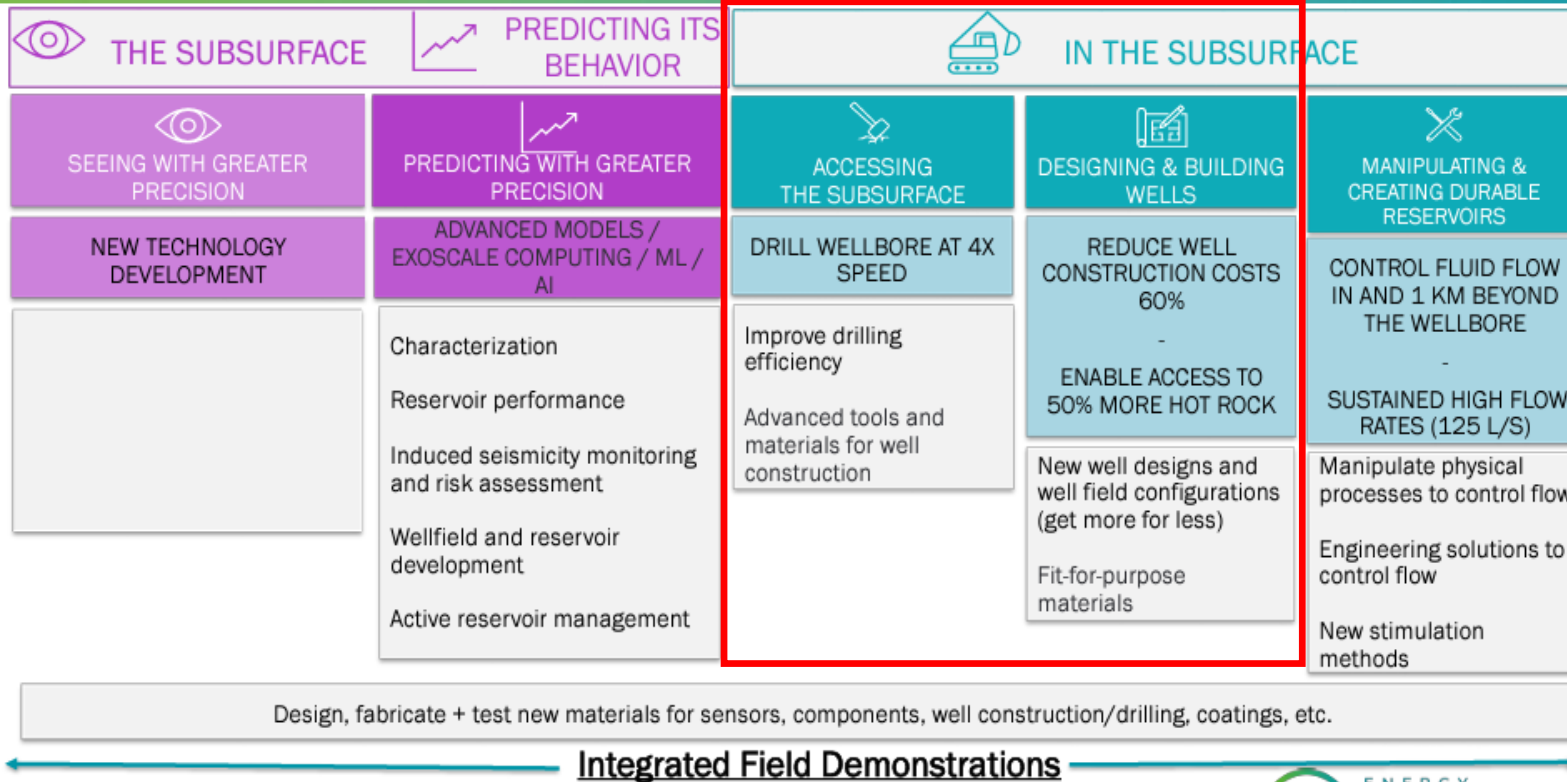 THE SUBSURFACE
PREDICTING ITS
BEHAVIOR
IN THE SUBSURFACE
SEEING WITH GREATER
PRECISION
NEW TECHNOLOGY
DEVELOPMENT
PREDICTING WITH GREATER
PRECISION
ADVANCED MODELS /
EXOSCALE COMPUTING / ML /
AI
Characterization
Reservoir performance
Induced seismicity monitoring
and risk assessment
Wellfield and reservoir
development
Active reservoir management
ACCESSING
THE SUBSURFACE
DRILL WELLBORE AT 4X
SPEED
Improve drilling
efficiency
Advanced tools and
materials for well
construction
DESIGNING & BUILDING
WELLS
REDUCE WELL
CONSTRUCTION COSTS
60%
-
ENABLE ACCESS TO
50% MORE HOT ROCK
New well designs and
well field configurations
(get more for less)
Fit-for-purpose
materials
MANIPULATING &
CREATING DURABLE
RESERVOIRS
CONTROL FLUID FLOW
IN AND 1 KM BEYOND
THE WELLBORE
-
SUSTAINED HIGH FLOW
RATES (125 L/S)
Manipulate physical
processes to control flow
Engineering solutions to
control flow
New stimulation
methods
Design, fabricate + test new materials for sensors, components, well construction/drilling, coatings, etc.
Integrated Field Demonstrations